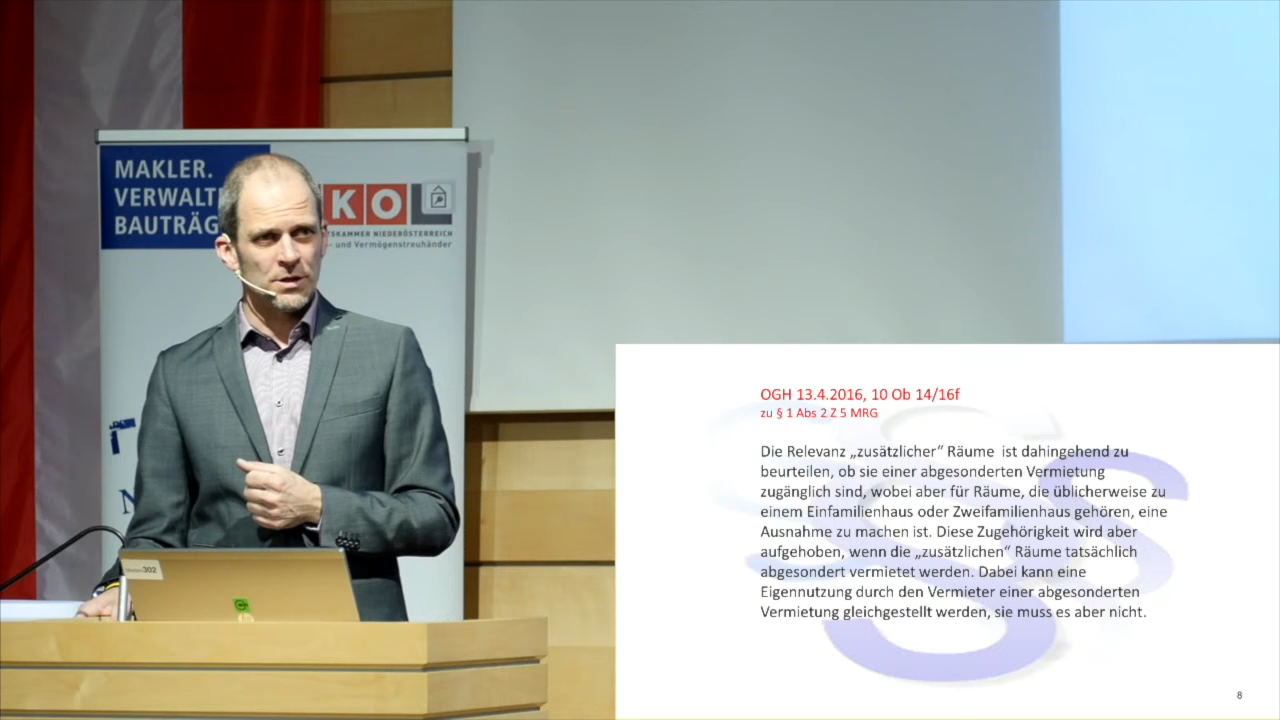 MAKLER.
VERWALT
BAUTRÄG
KOL
TSKAMMER NIEDERÖSTERREICH
- und Vermögenstreuhänder
302
OGH 13.4.2016, 10 Ob 14/16f
zu § 1 Abs 2 Z 5 MRG
Die Relevanz „zusätzlicher“ Räume ist dahingehend zu
beurteilen, ob sie einer abgesonderten Vermietung
zugänglich sind, wobei aber für Räume, die üblicherweise zu
einem Einfamilienhaus oder Zweifamilienhaus gehören, eine
Ausnahme zu machen ist. Diese Zugehörigkeit wird aber
aufgehoben, wenn die „zusätzlichen“ Räume tatsächlich
abgesondert vermietet werden. Dabei kann eine
Eigennutzung durch den Vermieter einer abgesonderten
Vermietung gleichgestellt werden, sie muss es aber nicht.
8